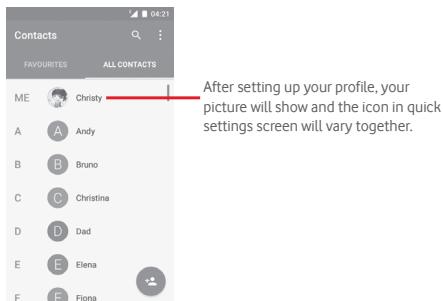 04:21
Contacts
FAVOURITES ALL CONTACTS
ME Christy
A A Andy
B B Bruno
C C Christina
D D Dad
E E Elena
F F Fiona
After setting up your profile, your
picture will show and the icon in quick
settings screen will vary together.